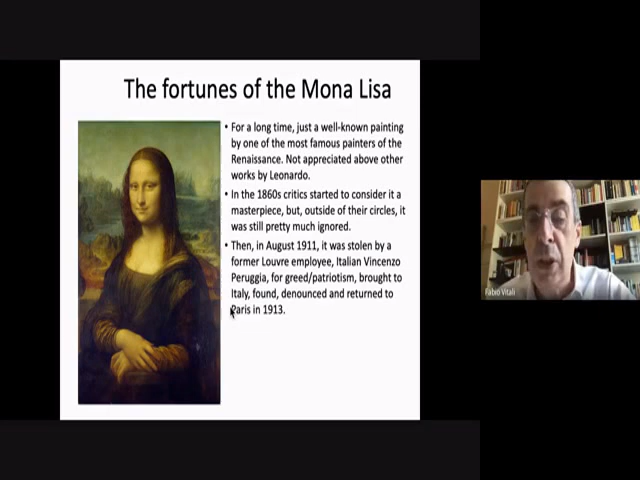 The fortunes of the Mona Lisa
• For a long time, just a well-known painting
by one of the most famous painters of the
Renaissance. Not appreciated above other
works by Leonardo.
• In the 1860s critics started to consider it a
masterpiece, but, outside of their circles, it
was still pretty much ignored.
• Then, in August 1911, it was stolen by a
former Louvre employee, Italian Vincenzo
Peruggia, for greed/patriotism, brought to
Italy, found, denounced and returned to
Paris in 1913.
Fabio Vitali